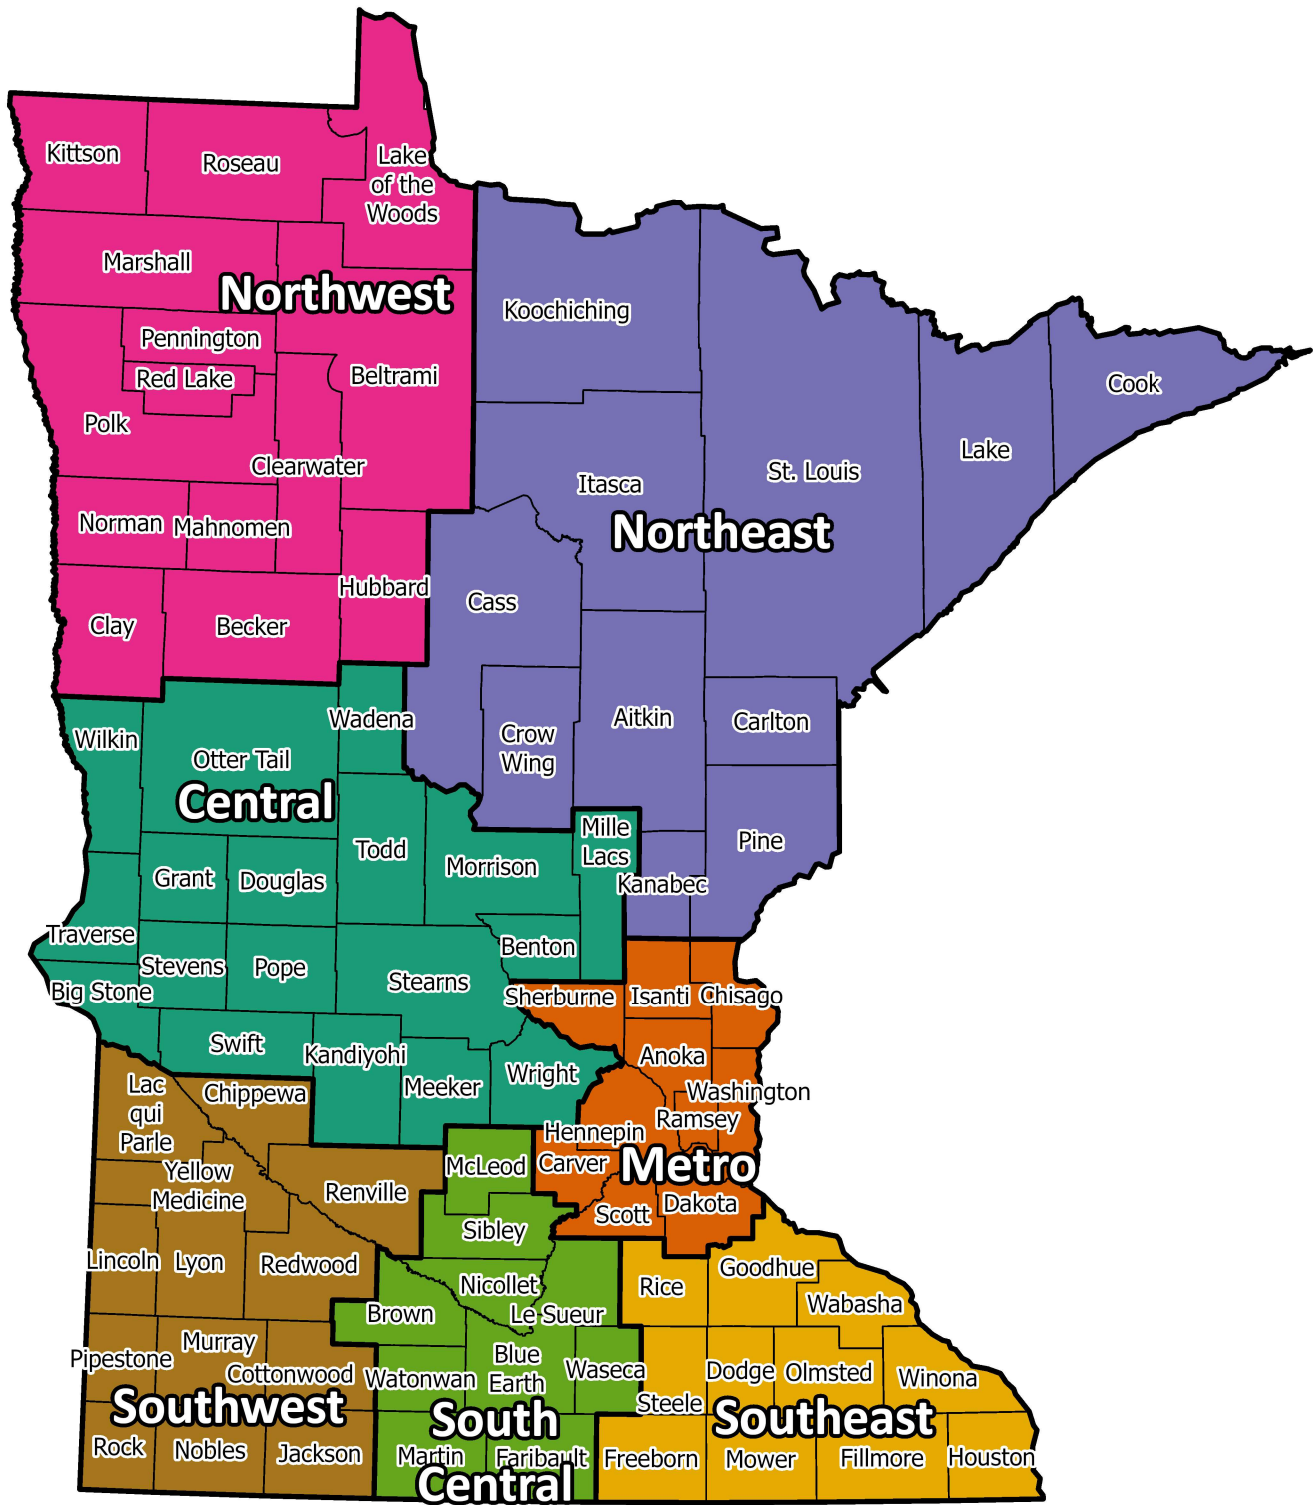 Kittson
Roseau
Lake
of the
Woods
Marshall
Northwest
Koochiching
Pennington
Red Lake
Beltrami
Cook
Polk
Lake
Clearwater
St. Louis
Itasca
Norman
Mahnomen
Northeast
Hubbard
Cass
Clay
Becker
Wadena
Aitkin
Carlton
Wilkin
Crow
Wing
Otter Tail
Central
Mille
Lacs
Pine
Todd
Morrison
Grant
Douglas
Kanabec
Traverse
Benton
Stevens
Pope
Stearns
Big Stone
Sherburne
Isanti
Chisago
Swift
Kandiyohi
Anoka
Wright
Meeker
Lac
qui
Parle
Chippewa
Washington
Ramsey
Hennepin
Carver
Metro
McLeod
Yellow
Medicine
Renville
Scott
Dakota
Sibley
Lincoln
Lyon
Redwood
Goodhue
Nicollet
Rice
Brown
Le Sueur
Wabasha
Murray
Pipestone
Cottonwood
Blue
Earth
Watonwan
Waseca
Dodge
Olmsted
Winona
Steele
Southwest
South
Central
Southeast
Rock
Nobles
Jackson
Martin
Faribault
Freeborn
Mower
Fillmore
Houston